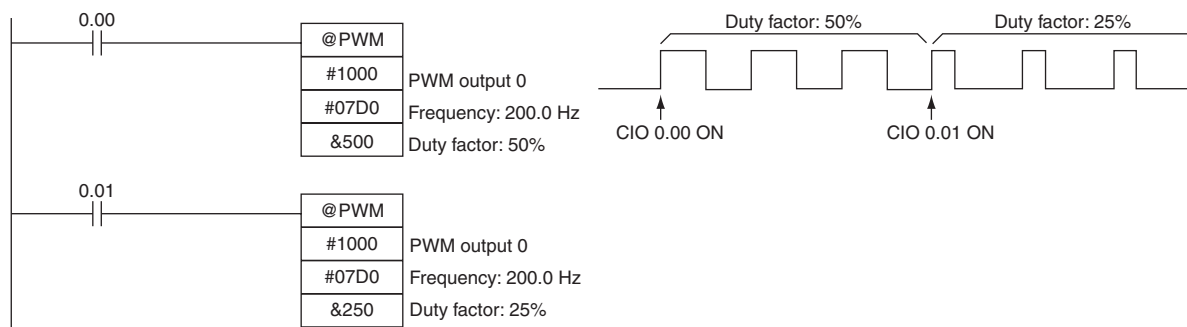 0.00
@PWM
#1000 PWM output 0
#07D0 Frequency: 200.0 Hz
&500 Duty factor: 50%
0.01
@PWM
#1000 PWM output 0
#07D0 Frequency: 200.0 Hz
&250 Duty factor: 25%
Duty factor: 50% Duty factor: 25%
CIO 0.00 ON CIO 0.01 ON